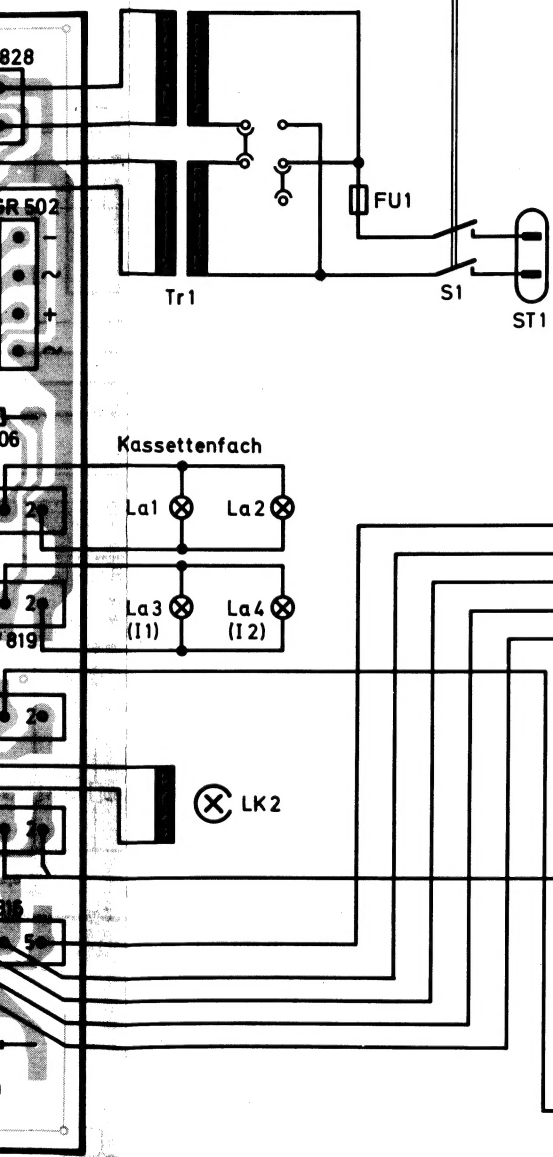 828
GR 502
−
~
+
~
FU1
Tr1
S1
ST1
06
Kassettenfach
2
La1
La2
2
La3
(I1)
La4
(I2)
819
2
LK2
2
816
5